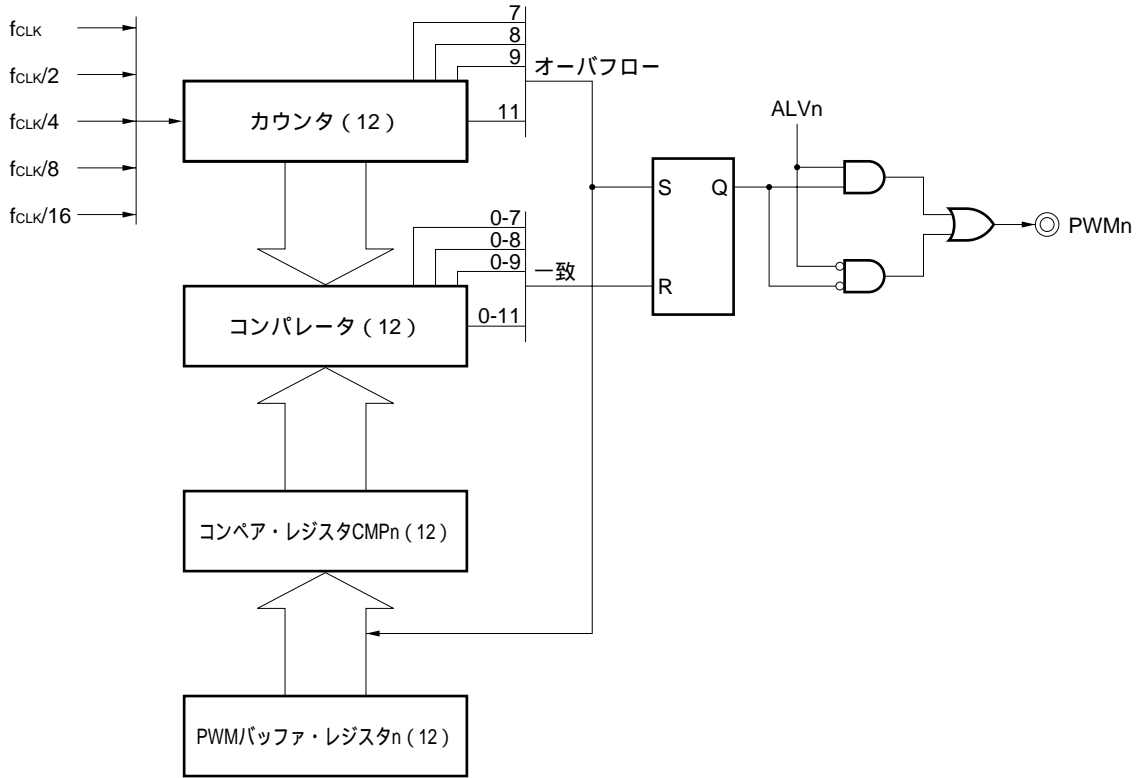 fCLK
fCLK/2
fCLK/4
fCLK/8
fCLK/16
カウンタ（12）
7
8
9
11
オーバフロー
コンパレータ（12）
0-7
0-8
0-9
0-11
一致
S
Q
R
ALVn
PWMn
コンペア・レジスタCMPn（12）
PWMバッファ・レジスタn（12）